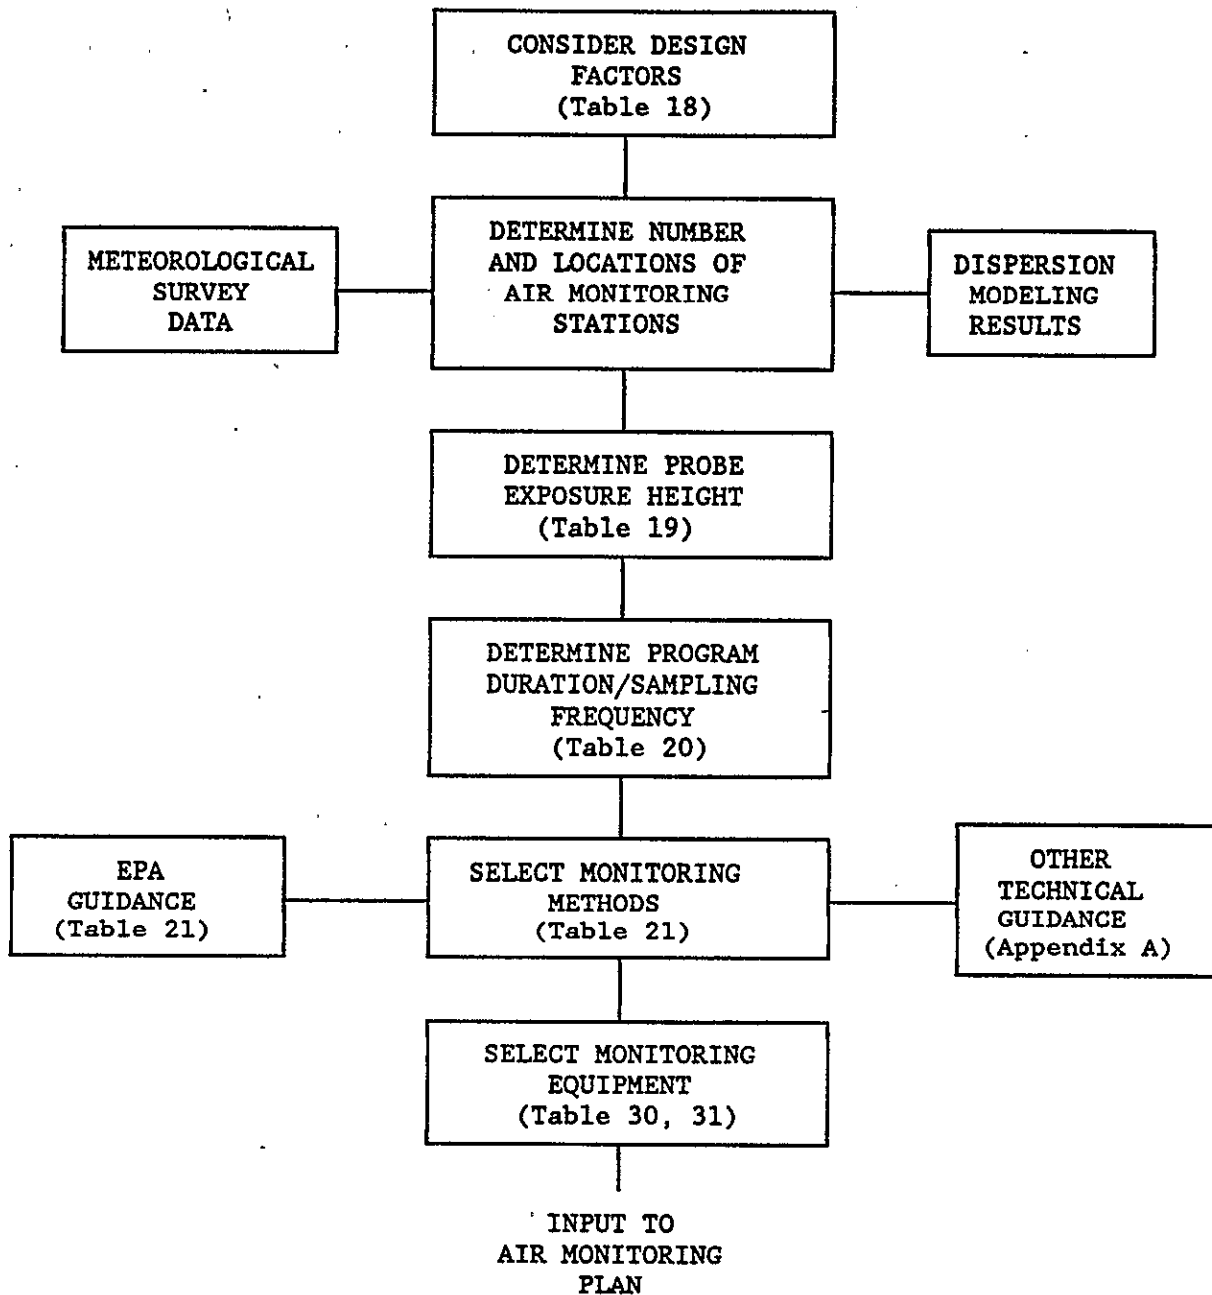 CONSIDER DESIGN
FACTORS
(Table 18)
METEOROLOGICAL
SURVEY
DATA
DETERMINE NUMBER
AND LOCATIONS OF
AIR MONITORING
STATIONS
DISPERSION
MODELING
RESULTS
DETERMINE PROBE
EXPOSURE HEIGHT
(Table 19)
DETERMINE PROGRAM
DURATION/SAMPLING
FREQUENCY
(Table 20)
EPA
GUIDANCE
(Table 21)
SELECT MONITORING
METHODS
(Table 21)
OTHER
TECHNICAL
GUIDANCE
(Appendix A)
SELECT MONITORING
EQUIPMENT
(Table 30, 31)
INPUT TO
AIR MONITORING
PLAN